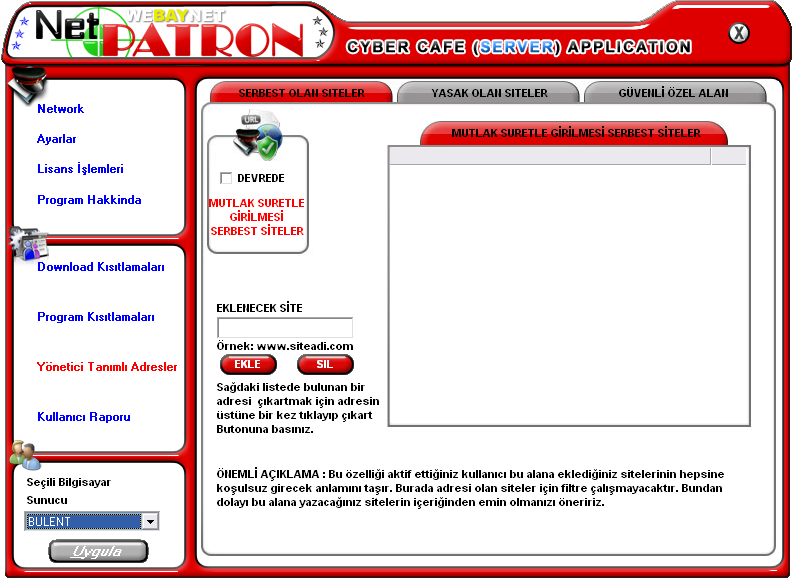 WEBAYNET
Net PATRON
CYBER CAFE (SERVER) APPLICATION
X
Network
Ayarlar
Lisans İşlemleri
Program Hakkinda
Download Kısıtlamaları
Program Kısıtlamaları
Yönetici Tanımlı Adresler
Kullanıcı Raporu
Seçili Bilgisayar
Sunucu
BULENT
Uygula
SERBEST OLAN SITELER
YASAK OLAN SITELER
GÜVENLİ ÖZEL ALAN
URL
DEVREDE
MUTLAK SURETLE
GİRİLMESİ
SERBEST SİTELER
MUTLAK SURETLE GİRİLMESİ SERBEST SİTELER
EKLENECEK SİTE
Örnek: www.siteadi.com
EKLE
SIL
Sağdaki listede bulunan bir
adresi çıkartmak için adresin
üstüne bir kez tıklayıp çıkart
Butonuna basınız.
ÖNEMLİ AÇIKLAMA : Bu özelliği aktif ettiğiniz kullanıcı bu alana eklediğiniz sitelerinin hepsine
koşulsuz girecek anlamını taşır. Burada adresi olan siteler için filtre çalışmayacaktır. Bundan
dolayı bu alana yazacağınız sitelerin içeriğinden emin olmanızı öneririz.